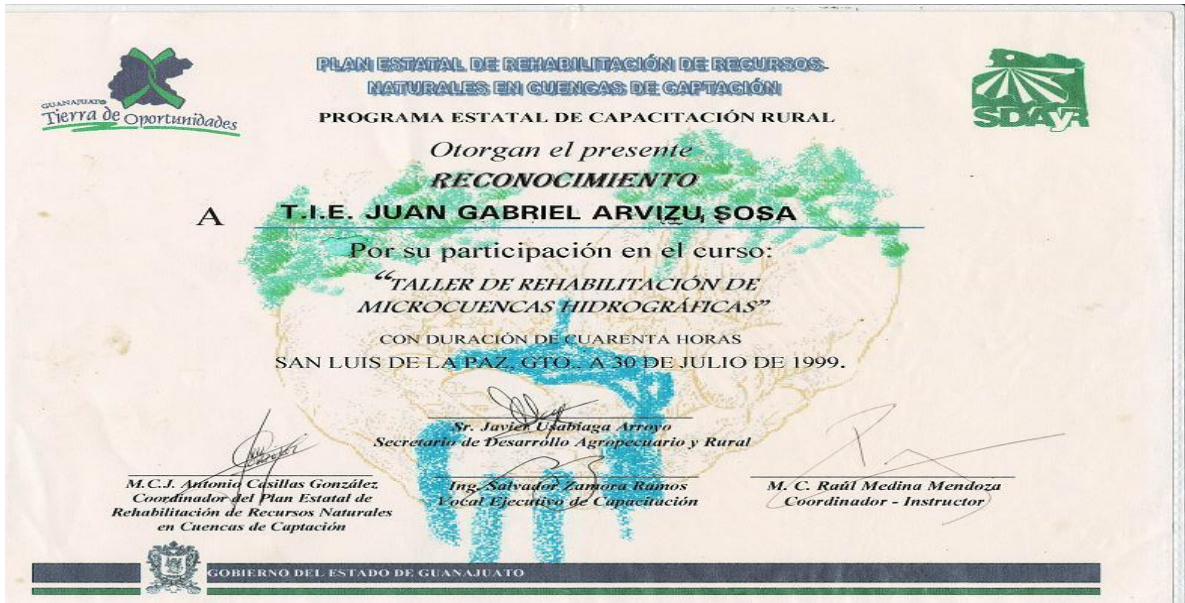 GUANAJUATO
Tierra de Oportunidades
PLAN ESTATAL DE REHABILITACIÓN DE RECURSOS
NATURALES EN CUENCAS DE CAPTACIÓN
SDAyR
PROGRAMA ESTATAL DE CAPACITACIÓN RURAL
Otorgan el presente
RECONOCIMIENTO
A T.I.E. JUAN GABRIEL ARVIZU SOSA
Por su participación en el curso:
“TALLER DE REHABILITACIÓN DE
MICROCUENCAS HIDROGRÁFICAS”
CON DURACIÓN DE CUARENTA HORAS
SAN LUIS DE LA PAZ, GTO., A 30 DE JULIO DE 1999.
Sr. Javier Usabiaga Arroyo
Secretario de Desarrollo Agropecuario y Rural
M.C.J. Antonio Casillas González
Coordinador del Plan Estatal de
Rehabilitación de Recursos Naturales
en Cuencas de Captación
Ing. Salvador Zamora Ramos
Vocal Ejecutivo de Capacitación
M. C. Raúl Medina Mendoza
Coordinador - Instructor
GOBIERNO DEL ESTADO DE GUANAJUATO